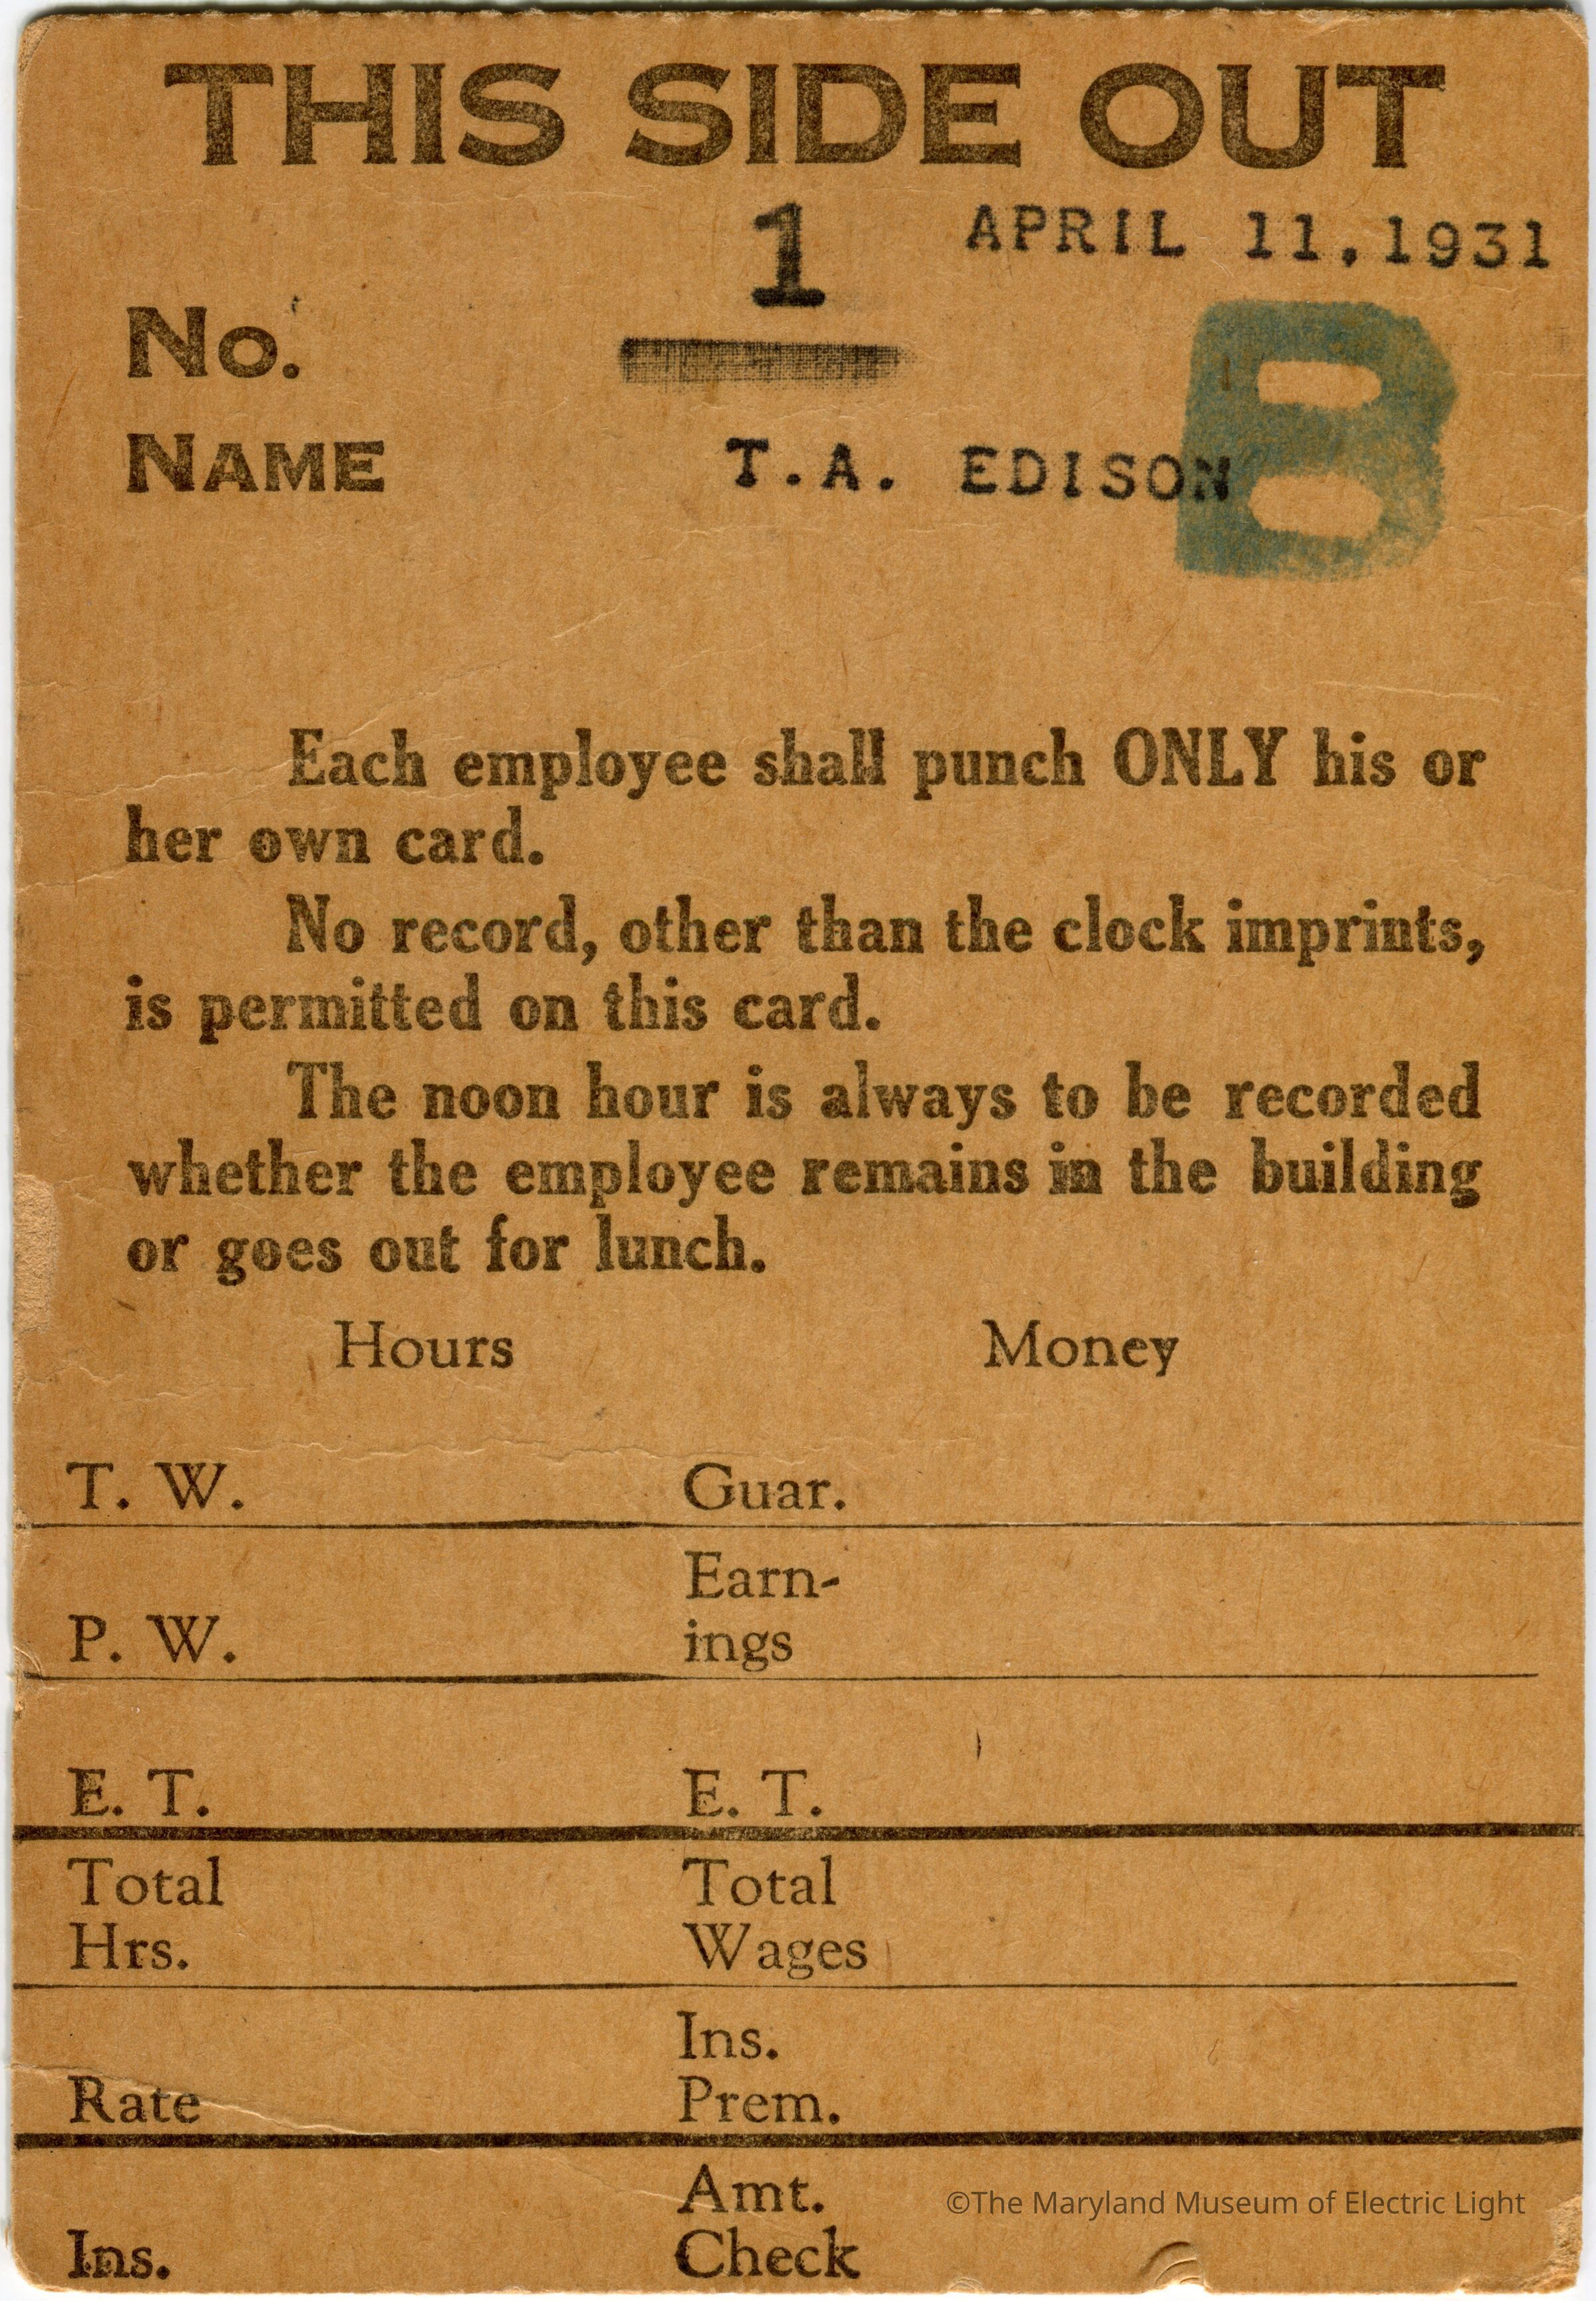 THIS SIDE OUT
1 APRIL 11,1931
No.
B
NAME T.A. EDISON
Each employee shall punch ONLY his or
her own card.
No record, other than the clock imprints,
is permitted on this card.
The noon hour is always to be recorded
whether the employee remains in the building
or goes out for lunch.
Hours Money
T. W. Guar.
Earn-
P. W. ings
E. T. E. T.
Total Total
Hrs. Wages
Ins.
Rate Prem.
Amt.
©The Maryland Museum of Electric Light
Ins. Check